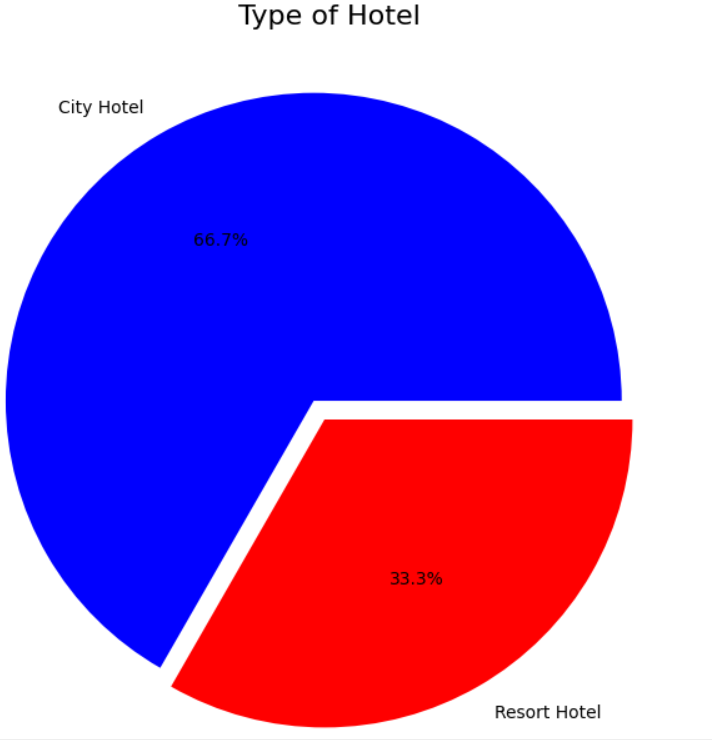 Type of Hotel
City Hotel
66.7%
33.3%
Resort Hotel